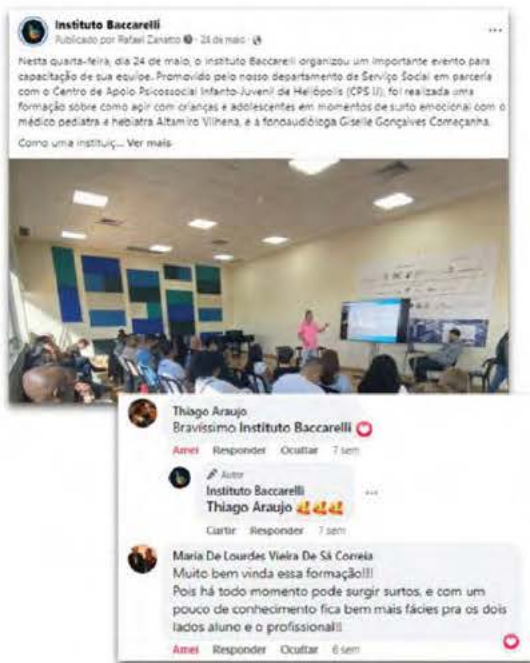 Instituto Baccarelli
Publicado por Rafael Zanatto · 24 de maio ·
Nesta quarta-feira, dia 24 de maio, o Instituto Baccarelli organizou um importante evento para
capacitação de sua equipe. Promovido pelo nosso departamento de Serviço Social em parceria
com o Centro de Apoio Psicossocial Infanto-Juvenil de Heliópolis (CPS IJ), foi realizada uma
formação sobre como agir com crianças e adolescentes em momentos de surto emocional com o
médico pediatra e hebiatra Altamiro Vilhena, e a fonoaudióloga Giselle Gonçalves Começanha.
Como uma instituiç... Ver mais
Thiago Araujo
Bravíssimo Instituto Baccarelli
Amei Responder Ocultar 7 sem
Autor
Instituto Baccarelli
Thiago Araujo
Curtir Responder 7 sem
Maria De Lourdes Vieira De Sá Correia
Muito bem vinda essa formação!!!
Pois há todo momento pode surgir surtos, e com um
pouco de conhecimento fica bem mais fácies pra os dois
lados aluno e o profissional!!
Amei Responder Ocultar 6 sem